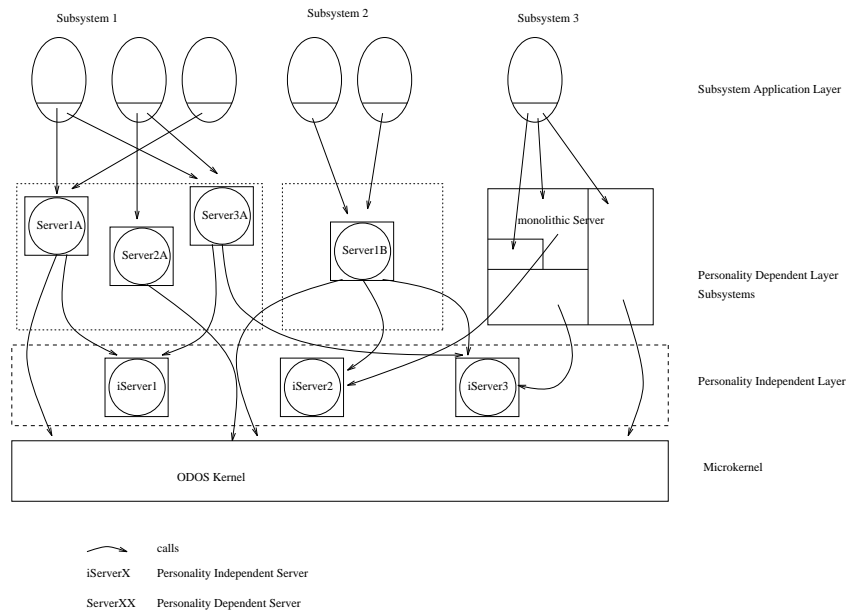 Subsystem 1
Subsystem 2
Subsystem 3
Subsystem Application Layer
Server1A
Server2A
Server3A
Server1B
monolithic Server
Personality Dependent Layer
Subsystems
iServer1
iServer2
iServer3
Personality Independent Layer
ODOS Kernel
Microkernel
calls
iServerX Personality Independent Server
ServerXX Personality Dependent Server